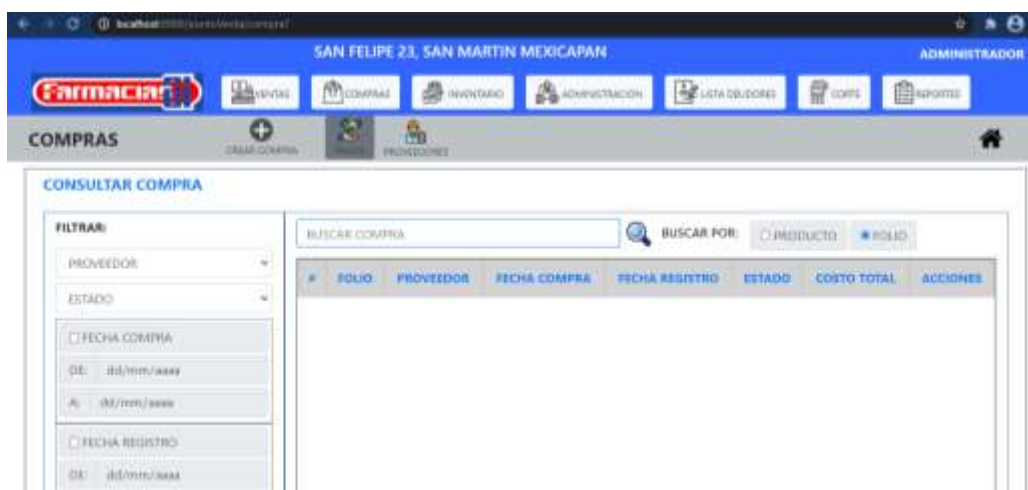 localhost
SAN FELIPE 23, SAN MARTIN MEXICAPAN
ADMINISTRADOR
Farmacia
VENTAS
COMPRAS
INVENTARIO
ADMINISTRACION
LISTA DEUDORES
CORTE
REPORTES
COMPRAS
CREAR COMPRA
PROVEEDORES
CONSULTAR COMPRA
FILTRAR:
PROVEEDOR
ESTADO
FECHA COMPRA
DE: dd/mm/aaaa
A: dd/mm/aaaa
FECHA REGISTRO
DE: dd/mm/aaaa
BUSCAR COMPRA
BUSCAR POR: PRODUCTO FOLIO
# FOLIO PROVEEDOR FECHA COMPRA FECHA REGISTRO ESTADO COSTO TOTAL ACCIONES